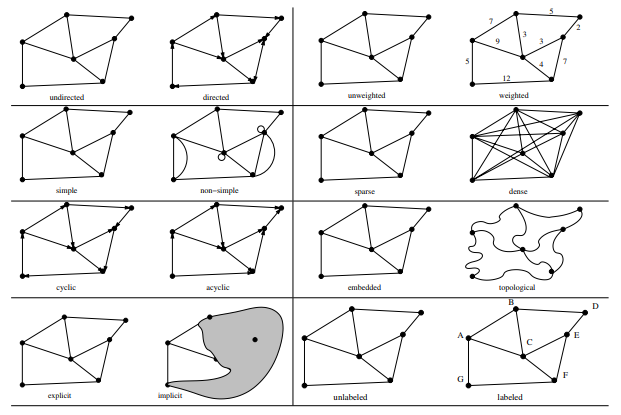 7
5
2
3
3
9
5
4
7
12
undirected
directed
unweighted
weighted
simple
non-simple
sparse
dense
cyclic
acyclic
embedded
topological
B
D
A
E
C
G
F
explicit
implicit
unlabeled
labeled